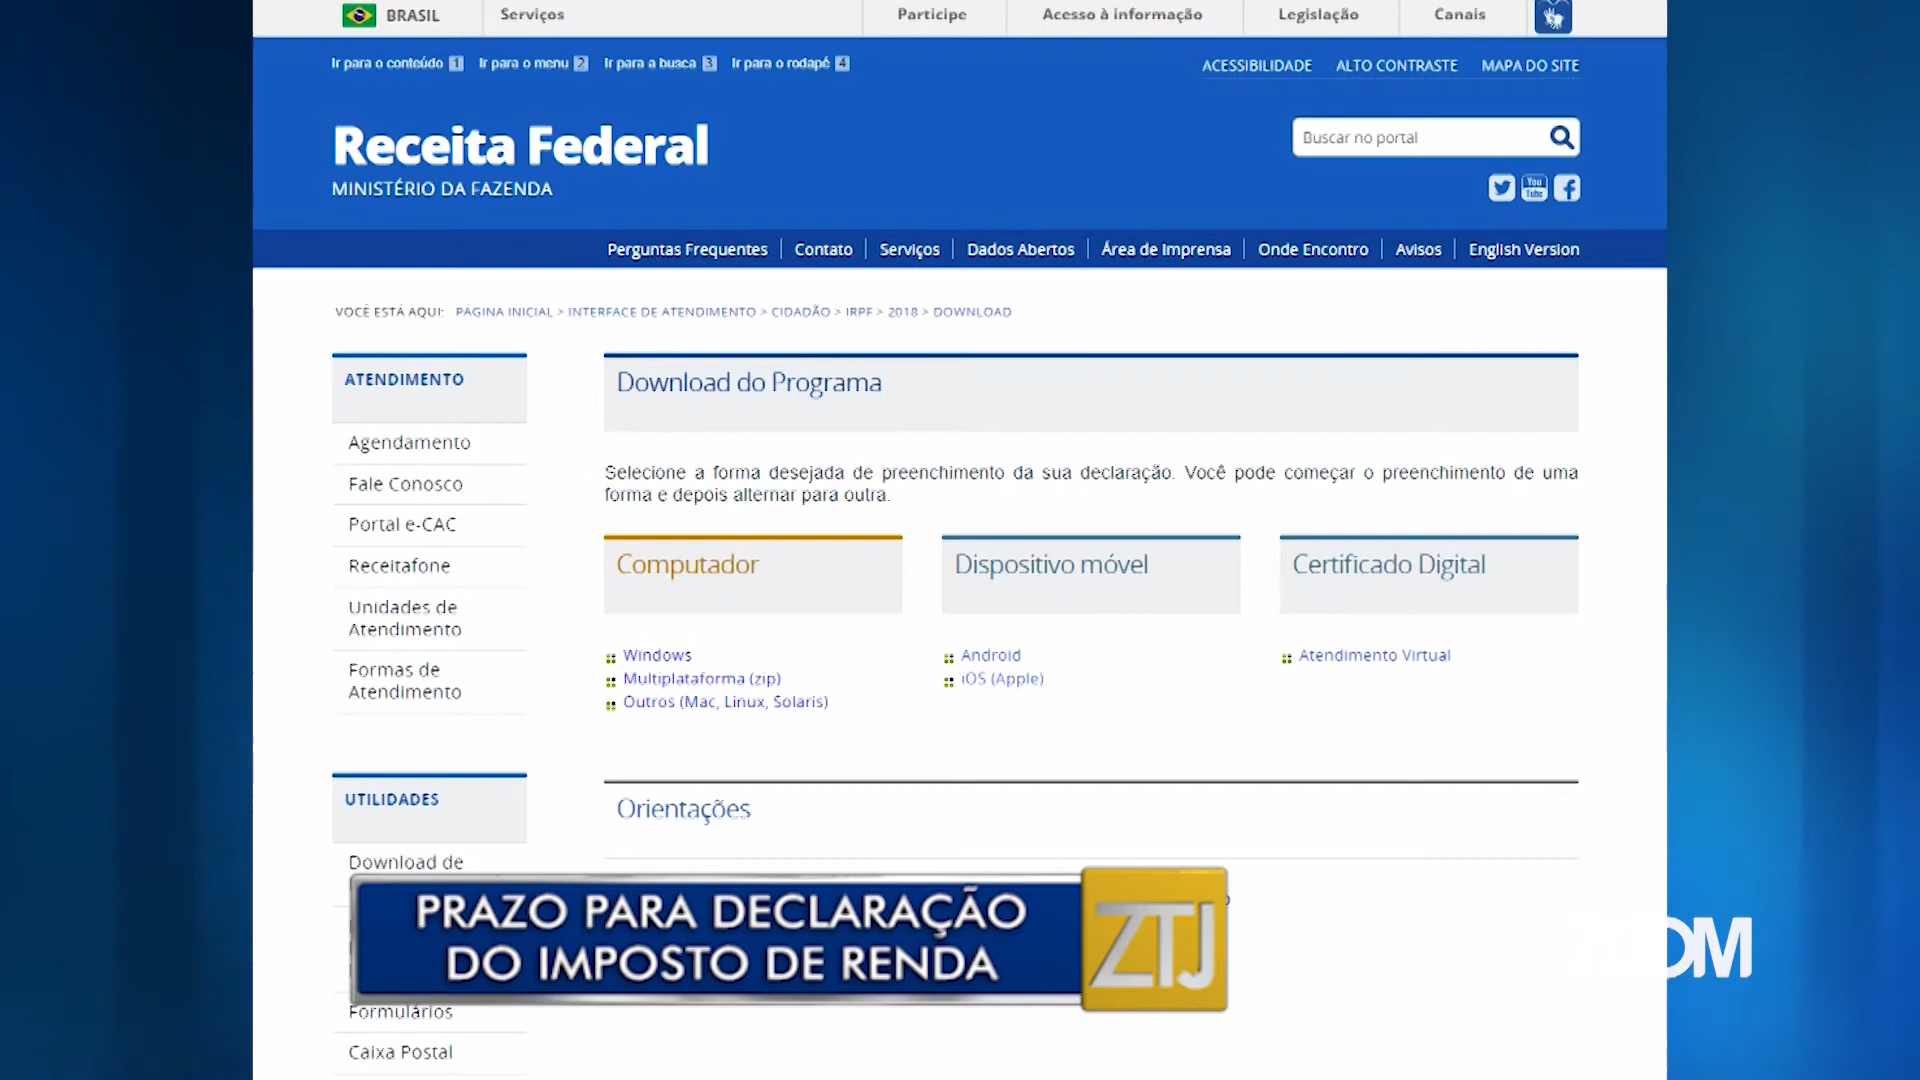 BRASIL
Serviços
Participe
Acesso à informação
Legislação
Canais
Ir para o conteúdo 1
Ir para o menu 2
Ir para a busca 3
Ir para o rodapé 4
ACESSIBILIDADE
ALTO CONTRASTE
MAPA DO SITE
Receita Federal
MINISTÉRIO DA FAZENDA
Buscar no portal
You Tube
Perguntas Frequentes
Contato
Serviços
Dados Abertos
Área de Imprensa
Onde Encontro
Avisos
English Version
VOCÊ ESTÁ AQUI: PÁGINA INICIAL > INTERFACE DE ATENDIMENTO > CIDADÃO > IRPF > 2018 > DOWNLOAD
ATENDIMENTO
Agendamento
Fale Conosco
Portal e-CAC
Receitafone
Unidades de
Atendimento
Formas de
Atendimento
UTILIDADES
Download de
Formulários
Caixa Postal
Download do Programa
Selecione a forma desejada de preenchimento da sua declaração. Você pode começar o preenchimento de uma
forma e depois alternar para outra.
Computador
Windows
Multiplataforma (zip)
Outros (Mac, Linux, Solaris)
Dispositivo móvel
Android
iOS (Apple)
Certificado Digital
Atendimento Virtual
Orientações
PRAZO PARA DECLARAÇÃO
DO IMPOSTO DE RENDA
ZTJ
OM